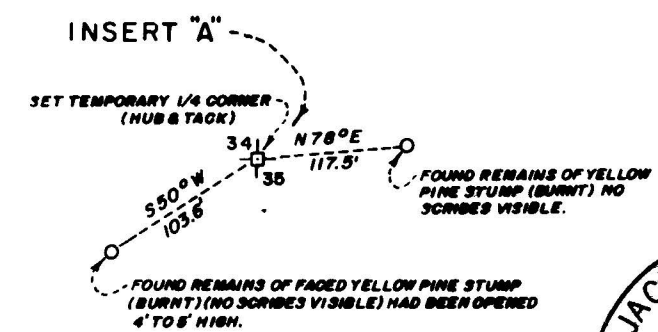 INSERT "A"
SET TEMPORARY 1/4 CORNER
(HUB & TACK)
34
35
N 78° E
117.5'
S 50° W
103.6'
FOUND REMAINS OF YELLOW
PINE STUMP (BURNT) NO
SCRIBES VISIBLE.
FOUND REMAINS OF FACED YELLOW PINE STUMP
(BURNT) (NO SCRIBES VISIBLE) HAD BEEN OPENED
4' TO 5' HIGH.
JAC